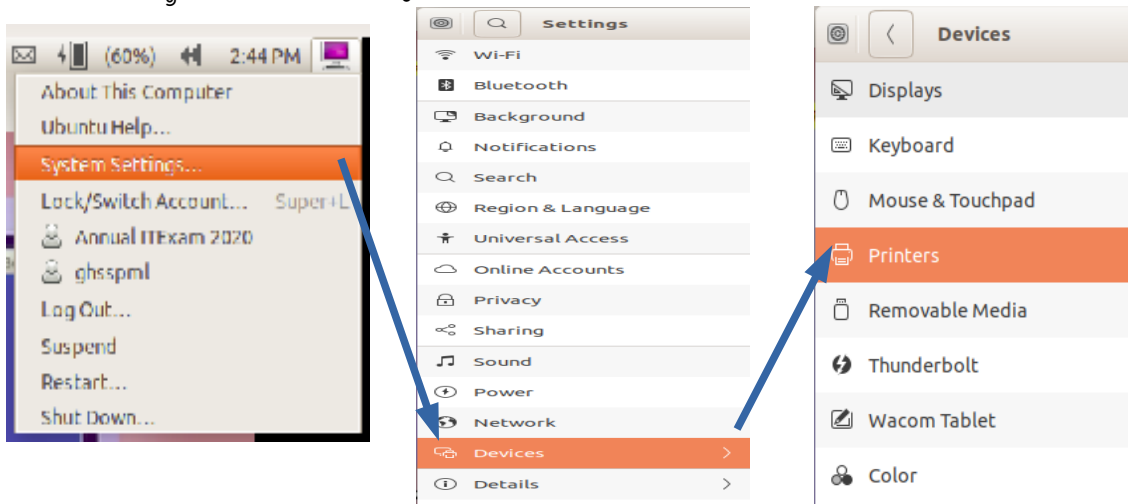 (60%) 2:44 PM
About This Computer
Ubuntu Help...
System Settings...
Lock/Switch Account... Super+L
Annual ITExam 2020
ghsspml
Log Out...
Suspend
Restart...
Shut Down...
Settings
Wi-Fi
Bluetooth
Background
Notifications
Search
Region & Language
Universal Access
Online Accounts
Privacy
Sharing
Sound
Power
Network
Devices
Details
Devices
Displays
Keyboard
Mouse & Touchpad
Printers
Removable Media
Thunderbolt
Wacom Tablet
Color